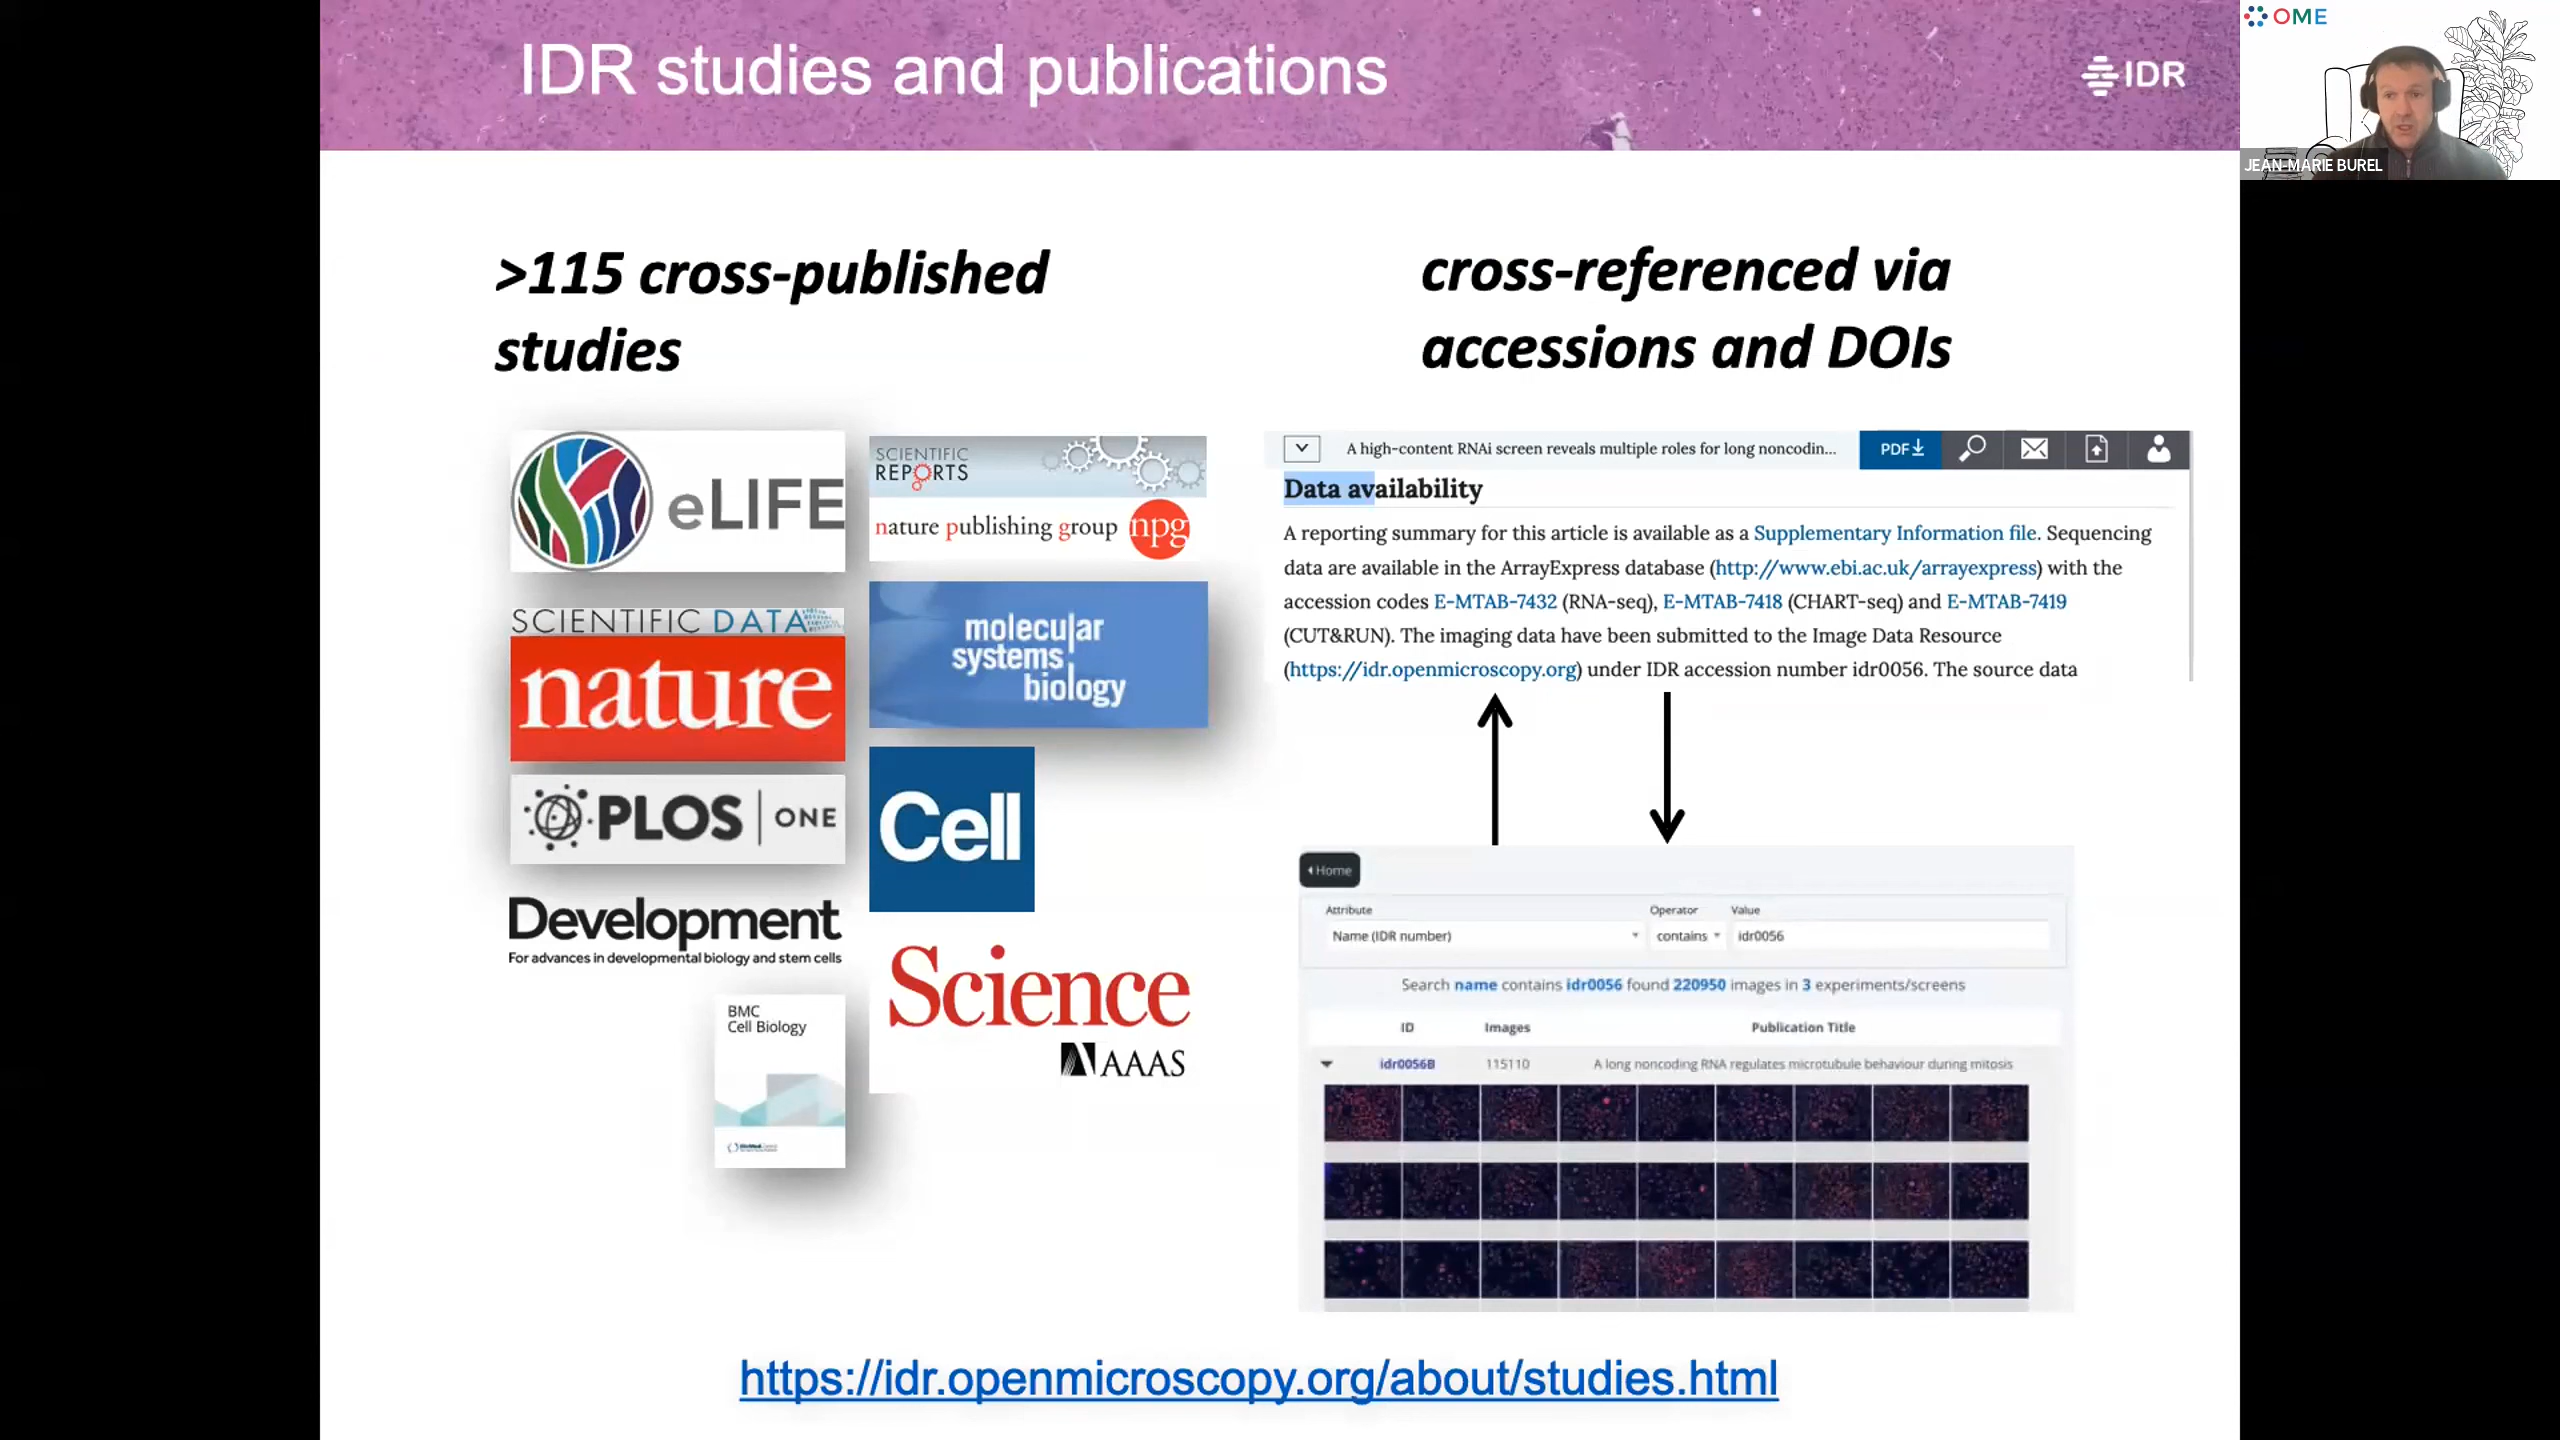 IDR studies and publications
IDR
OME
JEAN-MARIE BUREL
>115 cross-published
studies
eLIFE
SCIENTIFIC
REPORTS
nature publishing group npg
SCIENTIFIC DATA
nature
molecular
systems
biology
PLOS | ONE
Cell
Development
For advances in developmental biology and stem cells
Science
AAAS
BMC
Cell Biology
cross-referenced via
accessions and DOIs
A high-content RNAi screen reveals multiple roles for long noncodin...
PDF
Data availability
A reporting summary for this article is available as a Supplementary Information file. Sequencing
data are available in the ArrayExpress database (http://www.ebi.ac.uk/arrayexpress) with the
accession codes E-MTAB-7432 (RNA-seq), E-MTAB-7418 (CHART-seq) and E-MTAB-7419
(CUT&RUN). The imaging data have been submitted to the Image Data Resource
(https://idr.openmicroscopy.org) under IDR accession number idr0056. The source data
Home
Attribute Operator Value
Name (IDR number) contains idr0056
Search name contains idr0056 found 220950 images in 3 experiments/screens
ID Images Publication Title
idr0056B 115110 A long noncoding RNA regulates microtubule behaviour during mitosis
https://idr.openmicroscopy.org/about/studies.html